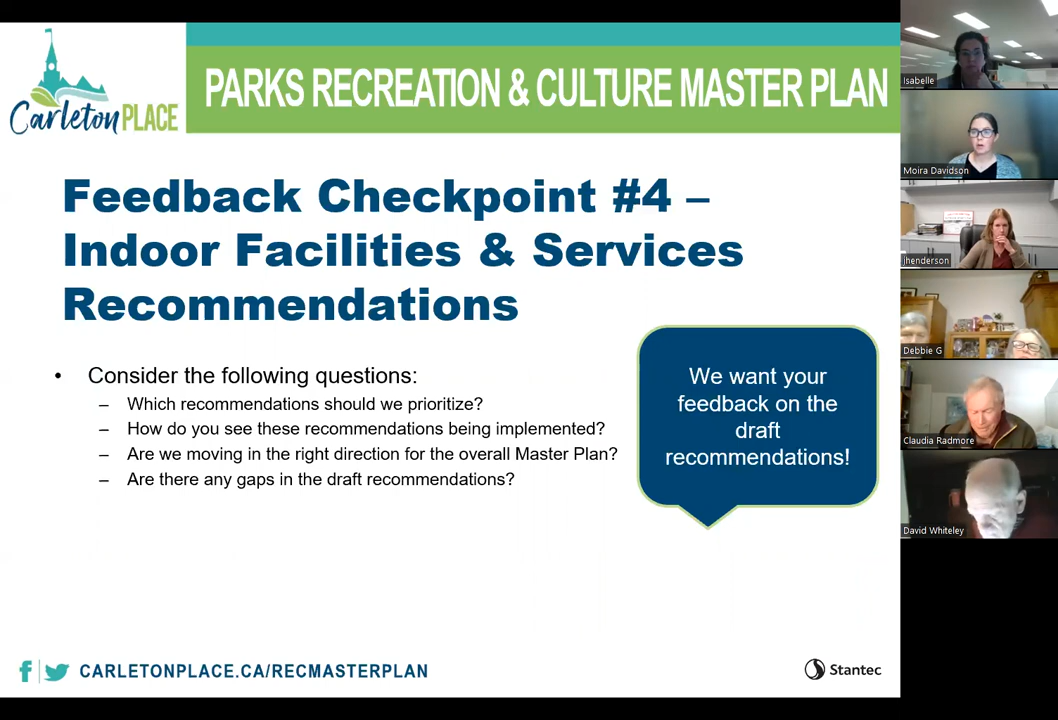 Carleton PLACE
PARKS RECREATION & CULTURE MASTER PLAN
Feedback Checkpoint #4 –
Indoor Facilities & Services
Recommendations
• Consider the following questions:
– Which recommendations should we prioritize?
– How do you see these recommendations being implemented?
– Are we moving in the right direction for the overall Master Plan?
– Are there any gaps in the draft recommendations?
We want your
feedback on the
draft
recommendations!
CARLETONPLACE.CA/RECMASTERPLAN
Stantec
Isabelle
Moira Davidson
jhenderson
Debbie G
Claudia Radmore
David Whiteley